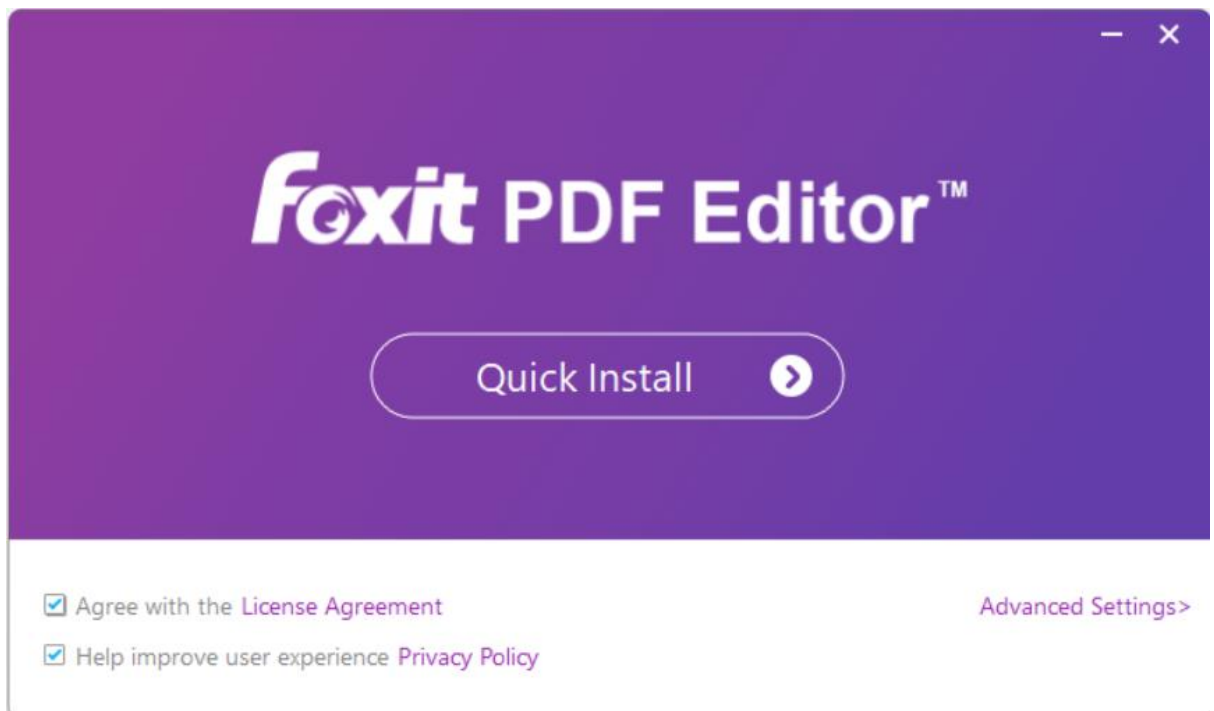 Foxit PDF Editor™
Quick Install
Agree with the License Agreement
Advanced Settings>
Help improve user experience Privacy Policy